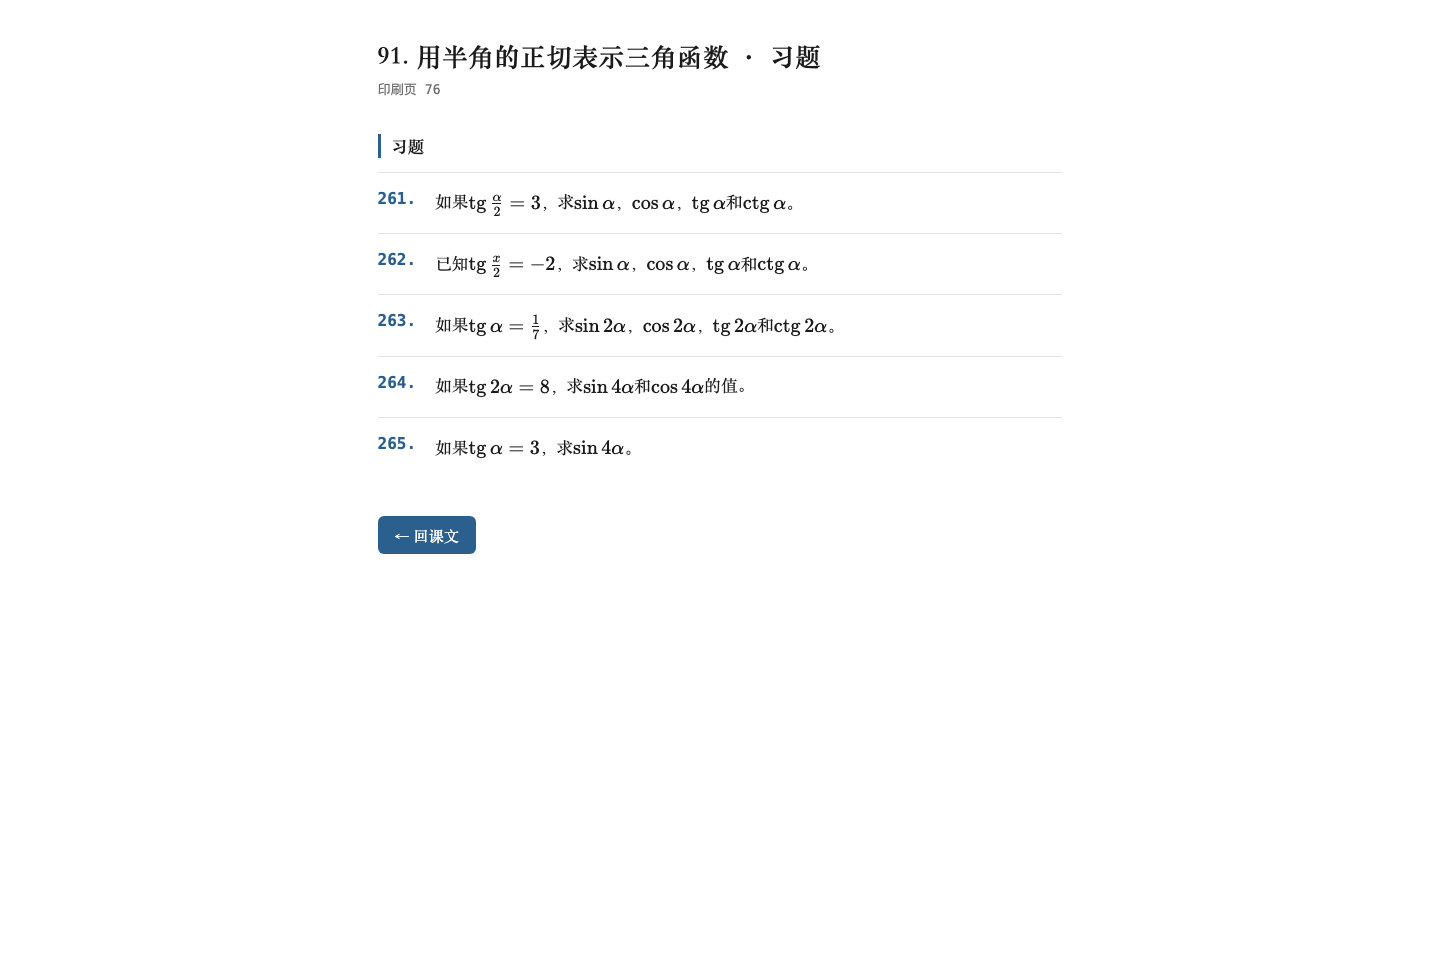 91. 用半角的正切表示三角函数 · 习题
印刷页 76
习题
261. 如果tg α/2 = 3，求sin α，cos α，tg α和ctg α。
262. 已知tg x/2 = −2，求sin α，cos α，tg α和ctg α。
263. 如果tg α = 1/7，求sin 2α，cos 2α，tg 2α和ctg 2α。
264. 如果tg 2α = 8，求sin 4α和cos 4α的值。
265. 如果tg α = 3，求sin 4α。
← 回课文